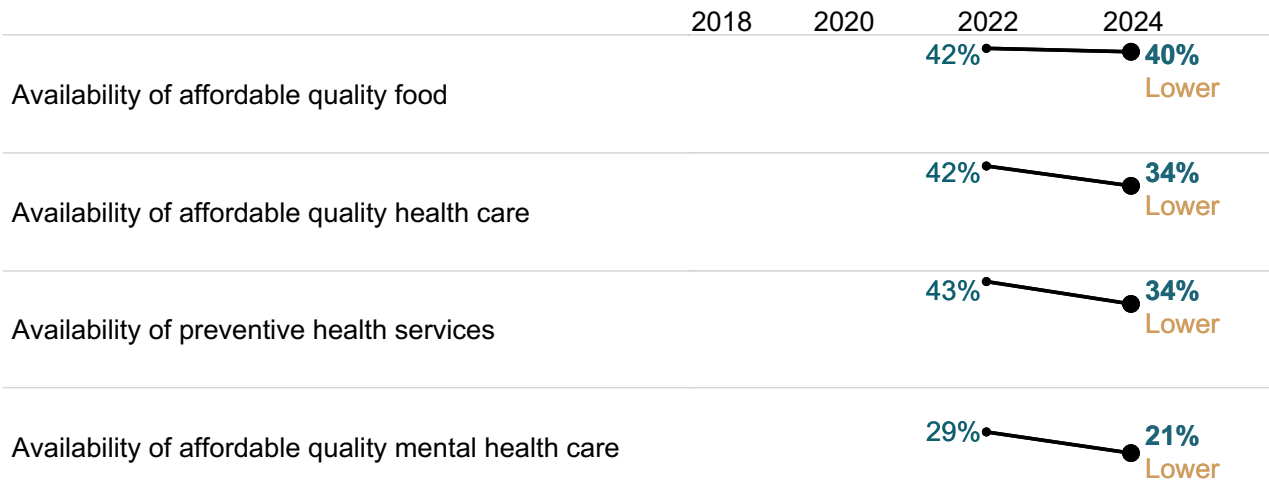 2018 2020 2022 2024
42% 40%
Lower
Availability of affordable quality food
42% 34%
Lower
Availability of affordable quality health care
43% 34%
Lower
Availability of preventive health services
29% 21%
Availability of affordable quality mental health care
Lower